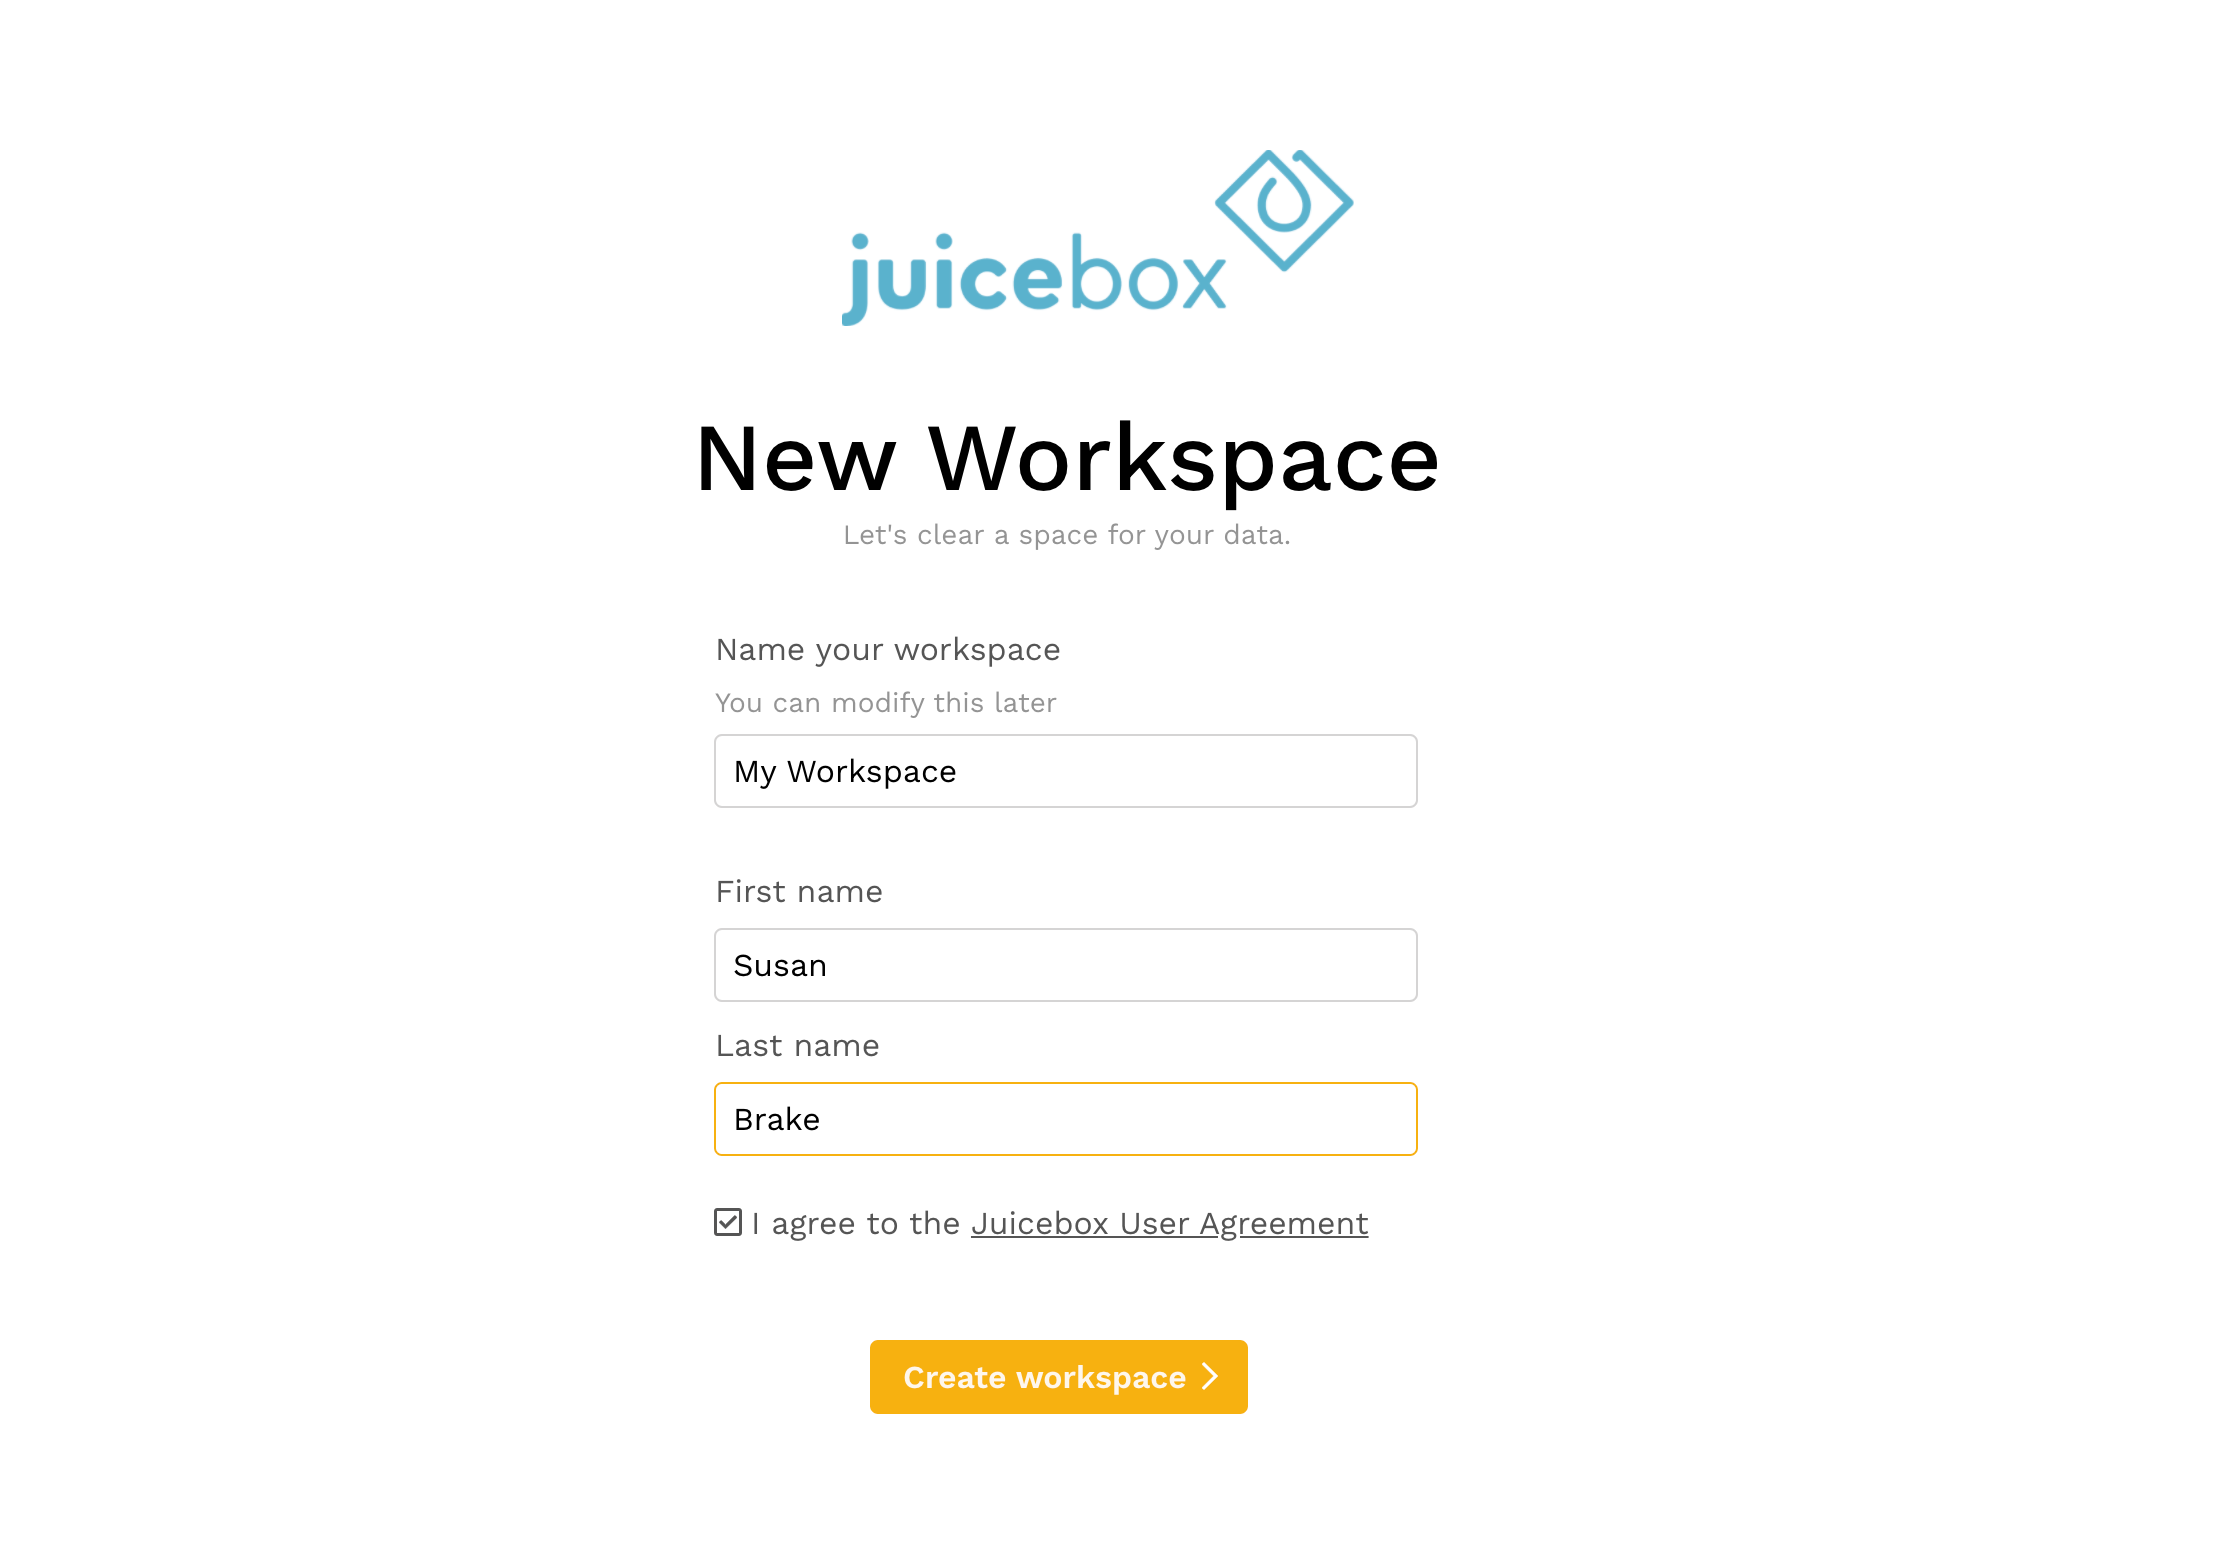 juicebox
New Workspace
Let's clear a space for your data.
Name your workspace
You can modify this later
My Workspace
First name
Susan
Last name
Brake
I agree to the Juicebox User Agreement
Create workspace